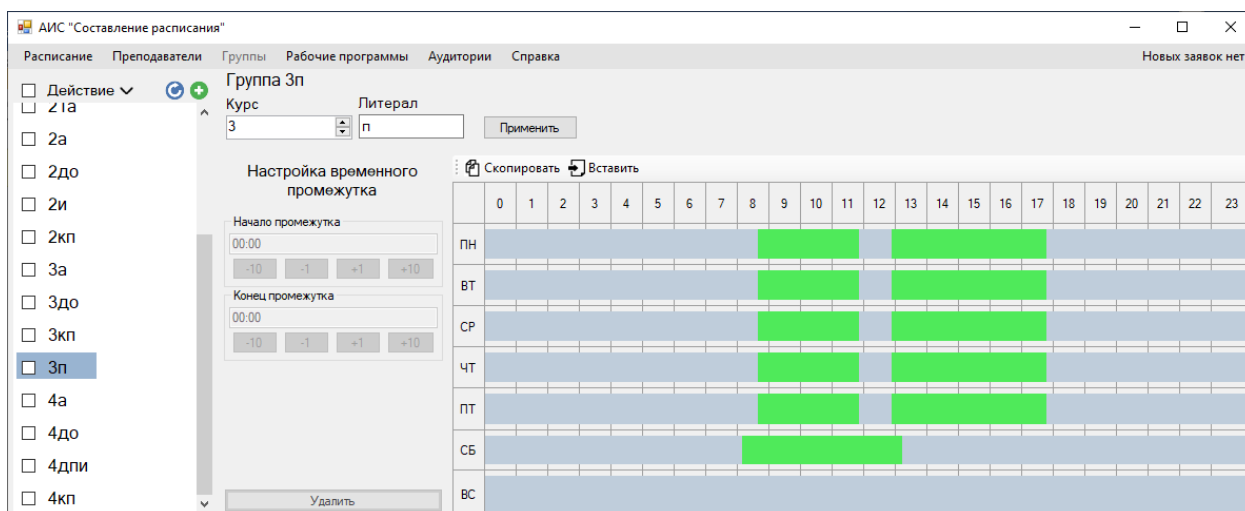 АИС "Составление расписания"
Расписание Преподаватели Группы Рабочие программы Аудитории Справка Новых заявок нет
Действие
Группа 3п
Курс Литерал
3 п Применить
21а
2а
2до
2и
2кп
3а
3до
3кп
3п
4а
4до
4дпи
4кп
Настройка временного
промежутка
Начало промежутка
00:00
-10 -1 +1 +10
Конец промежутка
00:00
-10 -1 +1 +10
Удалить
Скопировать Вставить
0 1 2 3 4 5 6 7 8 9 10 11 12 13 14 15 16 17 18 19 20 21 22 23
ПН
ВТ
СР
ЧТ
ПТ
СБ
ВС